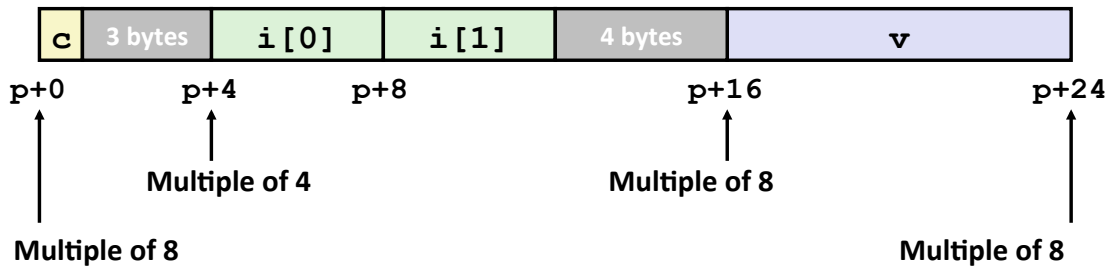 c 3 bytes i[0] i[1] 4 bytes v
p+0 p+4 p+8 p+16 p+24
Multiple of 4 Multiple of 8
Multiple of 8 Multiple of 8